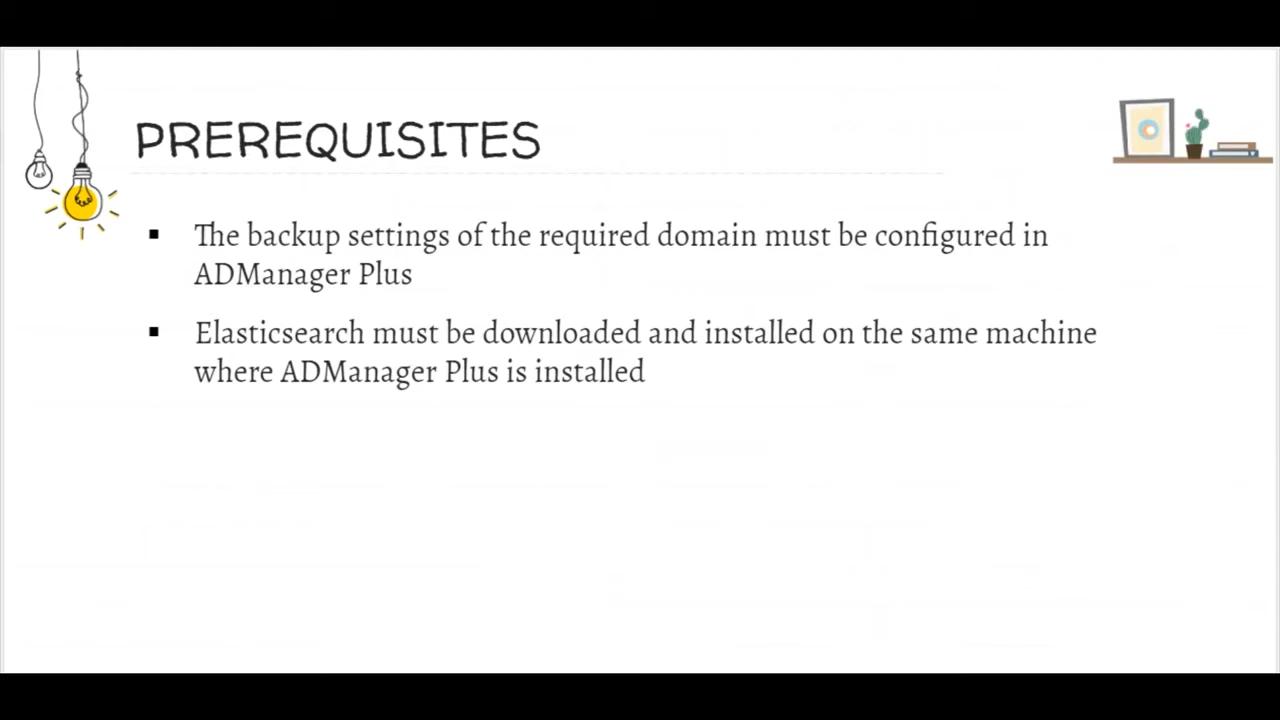 PREREQUISITES
▪ The backup settings of the required domain must be configured in
ADManager Plus
▪ Elasticsearch must be downloaded and installed on the same machine
where ADManager Plus is installed